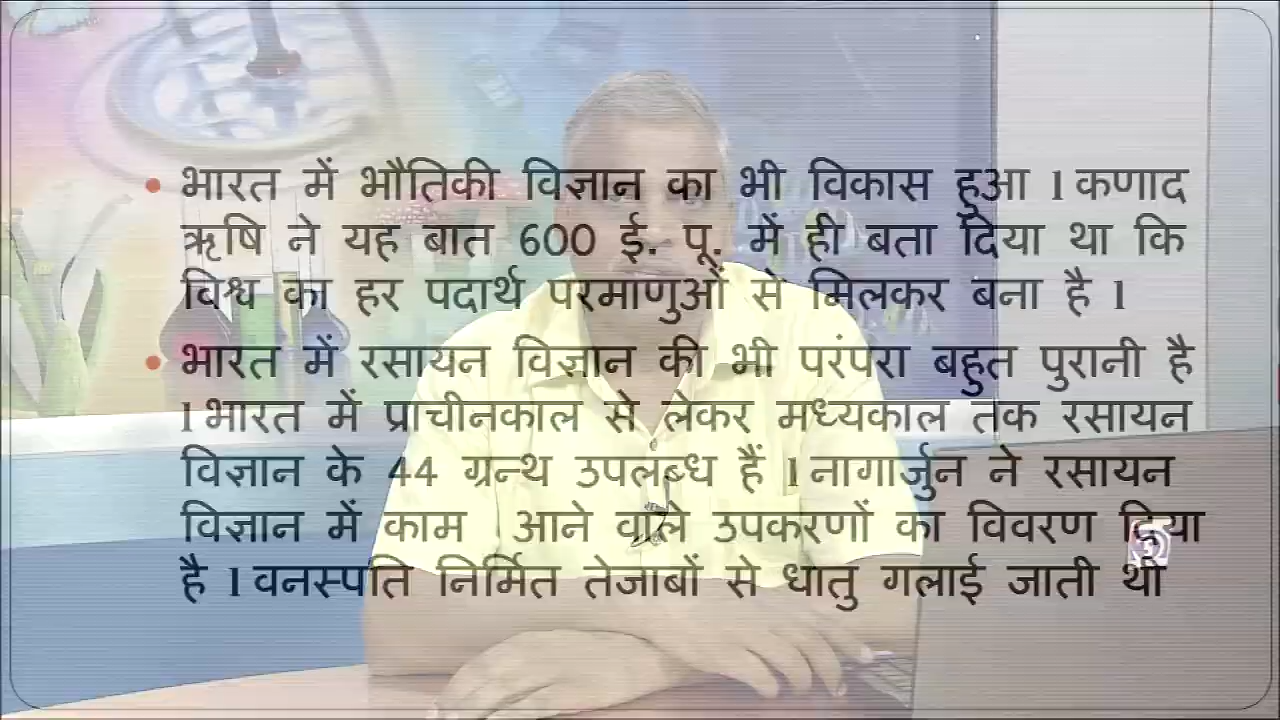 • भारत में भौतिकी विज्ञान का भी विकास हुआ l कणाद
ऋषि ने यह बात 600 ई. पू. में ही बता दिया था कि
विश्व का हर पदार्थ परमाणुओं से मिलकर बना है l
• भारत में रसायन विज्ञान की भी परंपरा बहुत पुरानी है
l भारत में प्राचीनकाल से लेकर मध्यकाल तक रसायन
विज्ञान के 44 ग्रन्थ उपलब्ध हैं l नागार्जुन ने रसायन
विज्ञान में काम आने वाले उपकरणों का विवरण दिया
है l वनस्पति निर्मित तेजाबों से धातु गलाई जाती थी